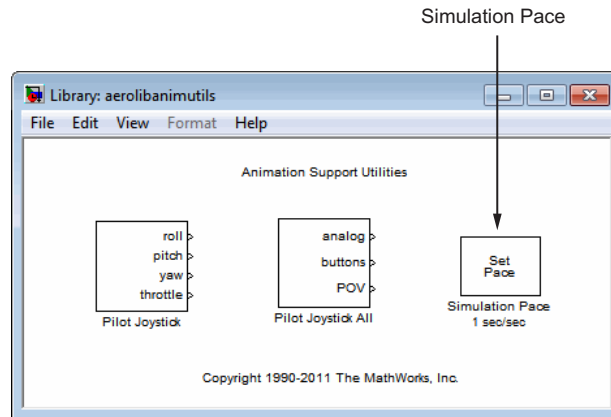 Simulation Pace
Library: aerolibanimutils
File Edit View Format Help
Animation Support Utilities
roll
pitch
yaw
throttle
Pilot Joystick
analog
buttons
POV
Pilot Joystick All
Set
Pace
Simulation Pace
1 sec/sec
Copyright 1990-2011 The MathWorks, Inc.